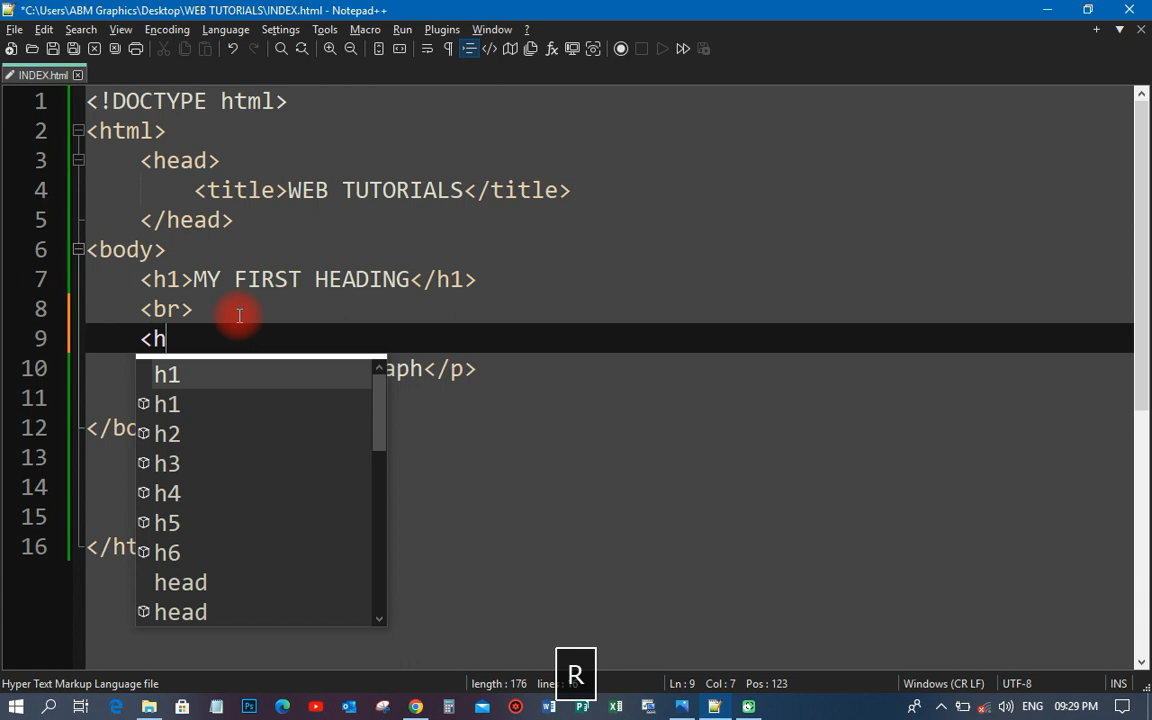 *C:\Users\ABM Graphics\Desktop\WEB TUTORIALS\INDEX.html - Notepad++
File Edit Search View Encoding Language Settings Tools Macro Run Plugins Window ?
INDEX.html
1 <!DOCTYPE html>
2 <html>
3 <head>
4 <title>WEB TUTORIALS</title>
5 </head>
6 <body>
7 <h1>MY FIRST HEADING</h1>
8 <br>
9 <h
10 aph</p>
h1
11
h1
12 </bo
h2
13
h3
14
h4
15
h5
16 </ht
h6
head
head
R
Hyper Text Markup Language file length : 176 lines : Ln : 9 Col : 7 Pos : 123 Windows (CR LF) UTF-8 INS
ENG 09:29 PM